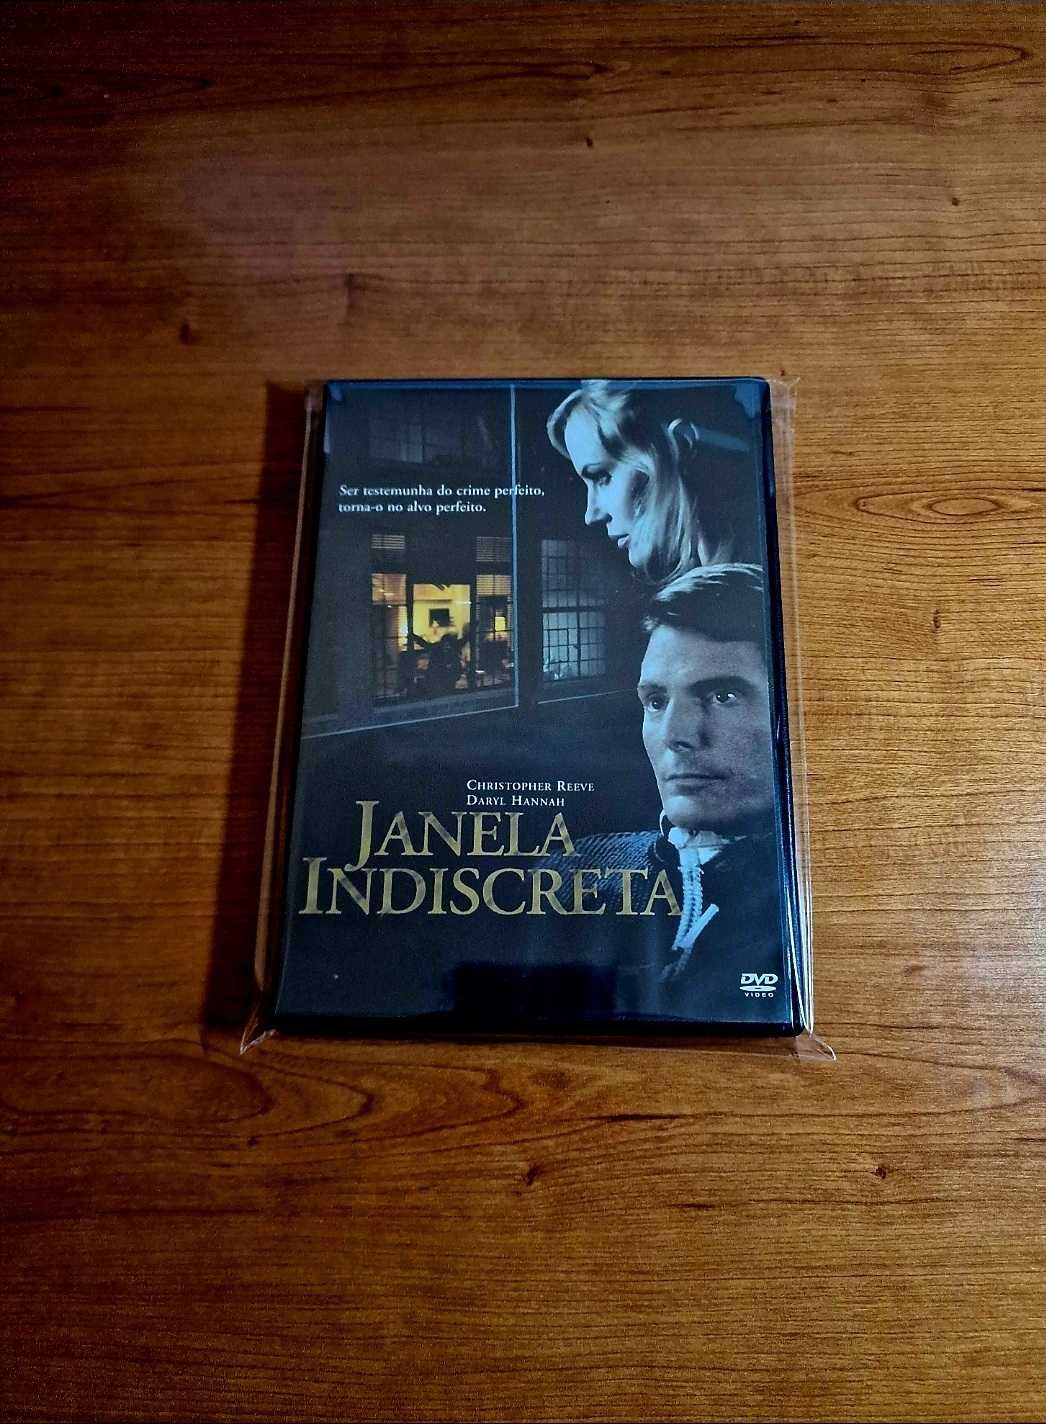 Ser testemunha do crime perfeito,
torna-o no alvo perfeito.
CHRISTOPHER REEVE
DARYL HANNAH
JANELA
INDISCRETA
DVD
VIDEO